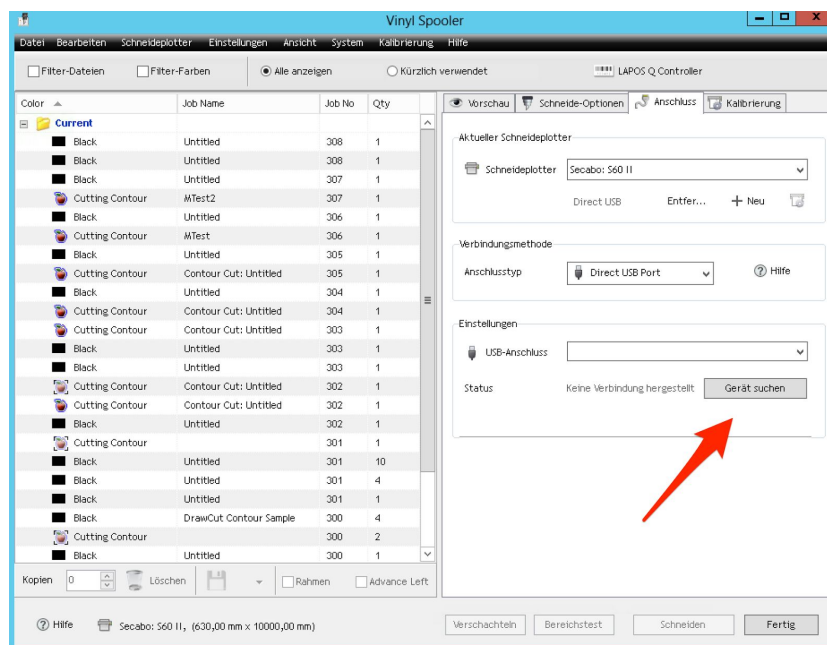 Vinyl Spooler
Datei Bearbeiten Schneideplotter Einstellungen Ansicht System Kalibrierung Hilfe
Filter-Dateien Filter-Farben Alle anzeigen Kürzlich verwendet LAPOS Q Controller
Color Job Name Job No Qty
Current
Black Untitled 308 1
Black Untitled 308 1
Black Untitled 307 1
Cutting Contour MTest2 307 1
Black Untitled 306 1
Cutting Contour MTest 306 1
Black Untitled 305 1
Cutting Contour Contour Cut: Untitled 305 1
Black Untitled 304 1
Cutting Contour Contour Cut: Untitled 304 1
Cutting Contour Contour Cut: Untitled 303 1
Black Untitled 303 1
Black Untitled 303 1
Cutting Contour Contour Cut: Untitled 302 1
Cutting Contour Contour Cut: Untitled 302 1
Black Untitled 302 1
Cutting Contour 301 1
Black Untitled 301 10
Black Untitled 301 4
Black Untitled 301 1
Black DrawCut Contour Sample 300 4
Cutting Contour 300 2
Black Untitled 300 1
Kopien 0 Löschen Rahmen Advance Left
Vorschau Schneide-Optionen Anschluss Kalibrierung
Aktueller Schneideplotter
Schneideplotter Secabo: S60 II
Direct USB Entfer... Neu
Verbindungsmethode
Anschlusstyp Direct USB Port Hilfe
Einstellungen
USB-Anschluss
Status Keine Verbindung hergestellt Gerät suchen
Hilfe Secabo: S60 II, (630,00 mm x 10000,00 mm) Verschachteln Bereichstest Schneiden Fertig